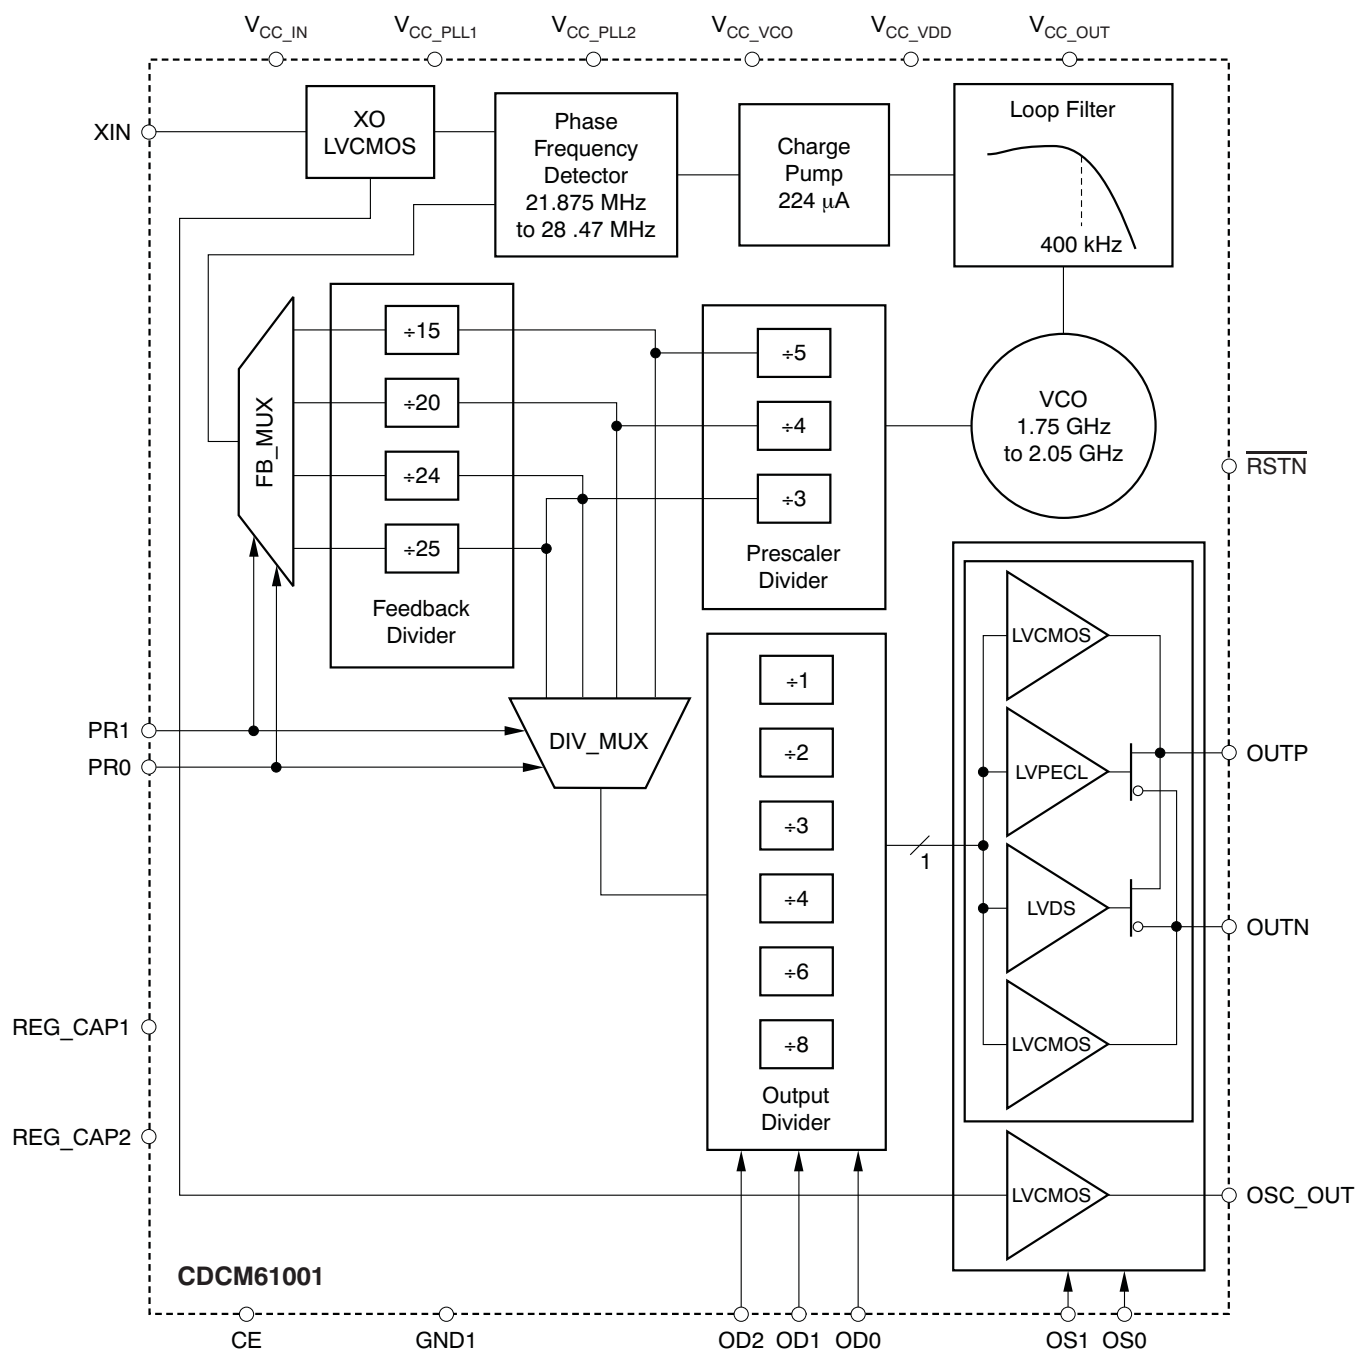 VCC_IN
VCC_PLL1
VCC_PLL2
VCC_VCO
VCC_VDD
VCC_OUT
XIN
XO
LVCMOS
Phase
Frequency
Detector
21.875 MHz
to 28 .47 MHz
Charge
Pump
224 μA
Loop Filter
400 kHz
FB_MUX
÷15
÷20
÷24
÷25
Feedback
Divider
÷5
÷4
÷3
Prescaler
Divider
VCO
1.75 GHz
to 2.05 GHz
RSTN
PR1
PR0
DIV_MUX
÷1
÷2
÷3
÷4
÷6
÷8
Output
Divider
1
LVCMOS
LVPECL
LVDS
LVCMOS
LVCMOS
OUTP
OUTN
OSC_OUT
REG_CAP1
REG_CAP2
CDCM61001
CE
GND1
OD2
OD1
OD0
OS1
OS0